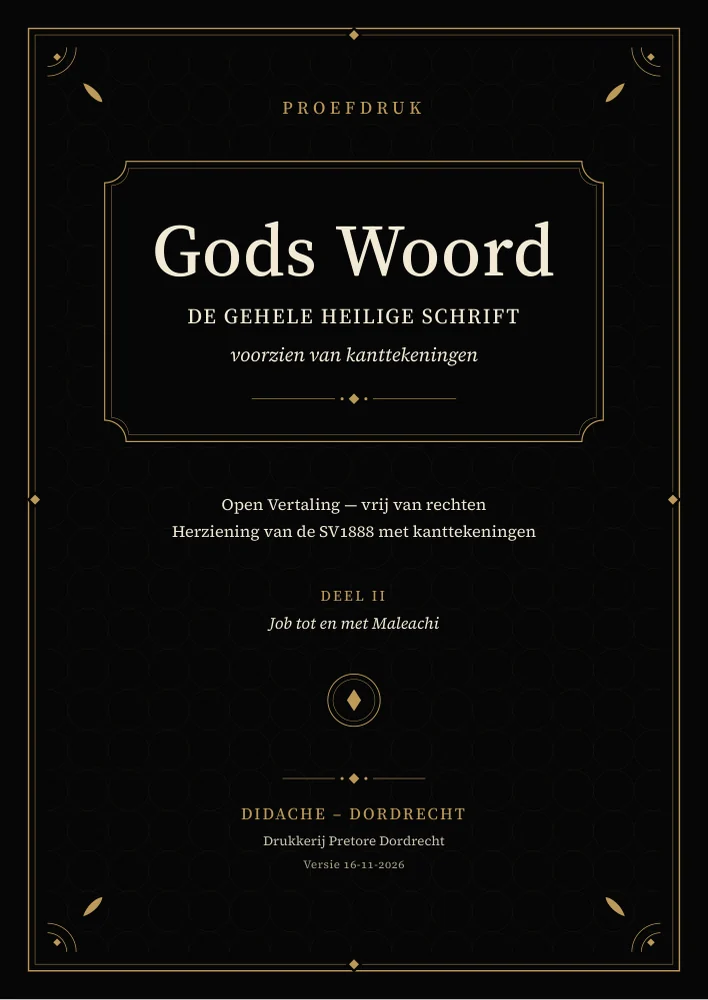 PROEFDRUK
Gods Woord
DE GEHELE HEILIGE SCHRIFT
voorzien van kanttekeningen
Open Vertaling — vrij van rechten
Herziening van de SV1888 met kanttekeningen
DEEL II
Job tot en met Maleachi
DIDACHE – DORDRECHT
Drukkerij Pretore Dordrecht
Versie 16-11-2026